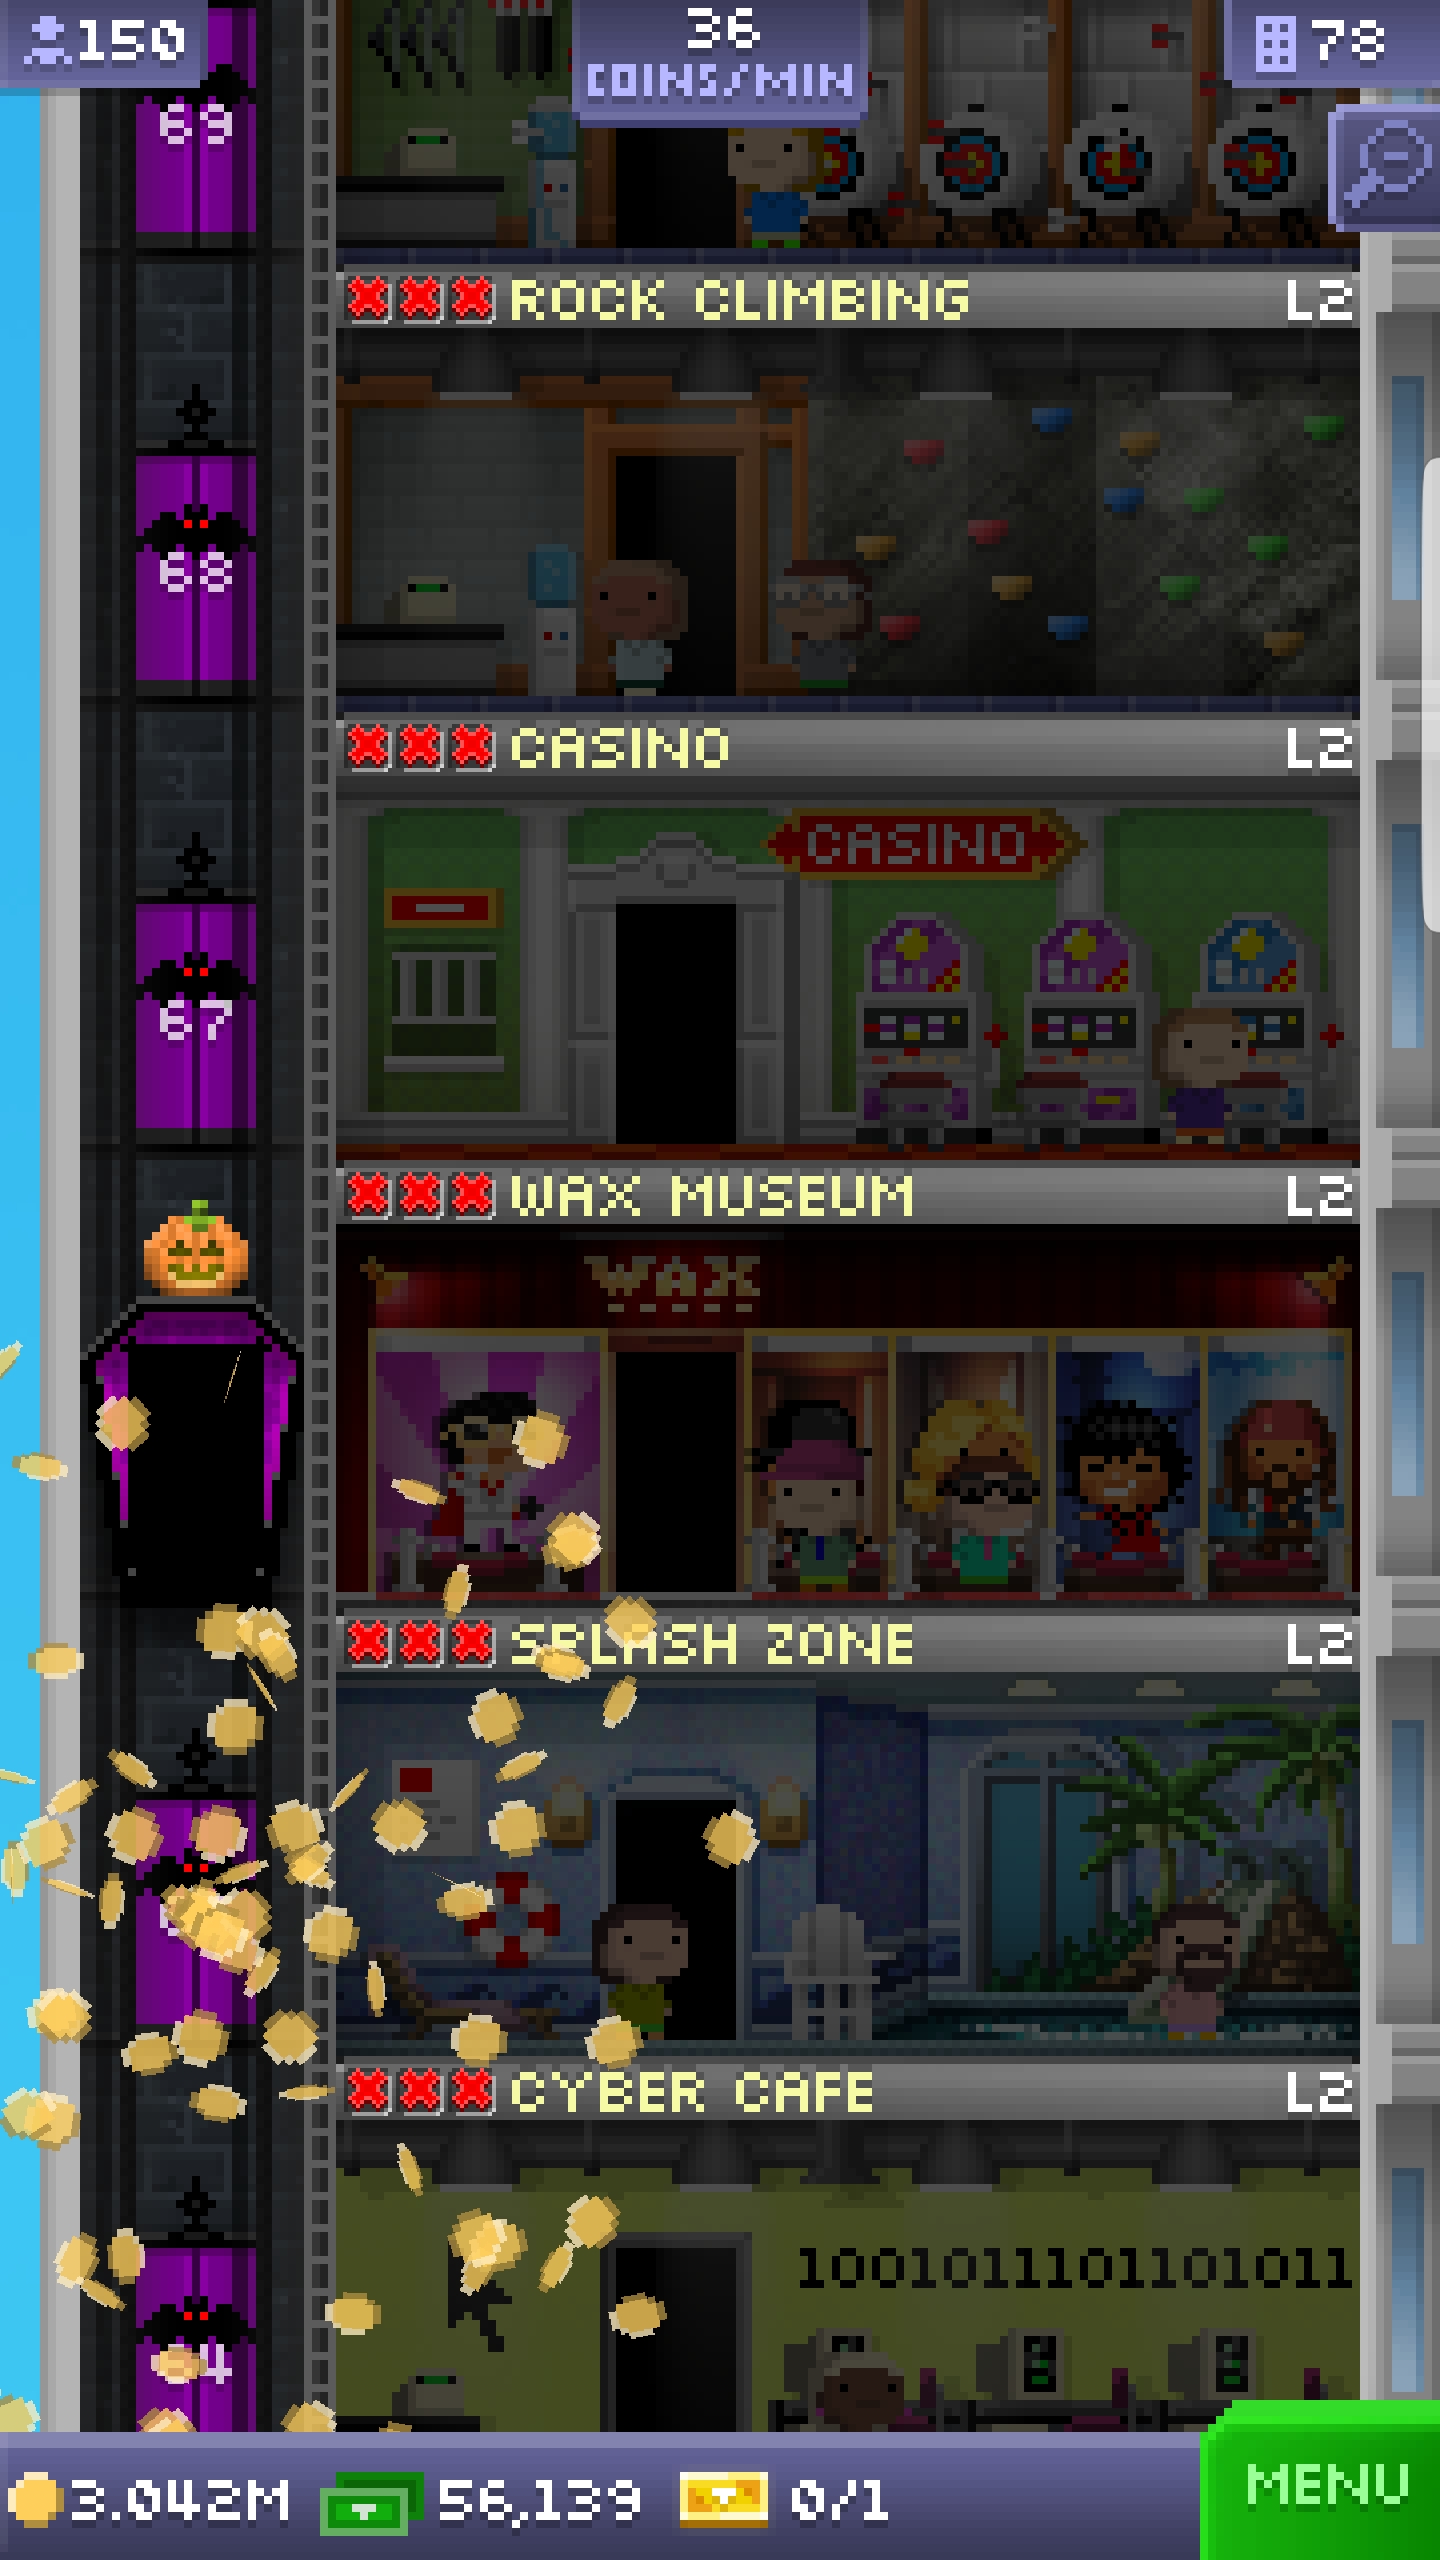 150
36
COINS/MIN
78
69
ROCK CLIMBING L2
68
CASINO L2
CASINO
67
WAX MUSEUM L2
WAX
SPLASH ZONE L2
CYBER CAFE L2
1001011101101011
4
3.042M 56,139 0/1
MENU